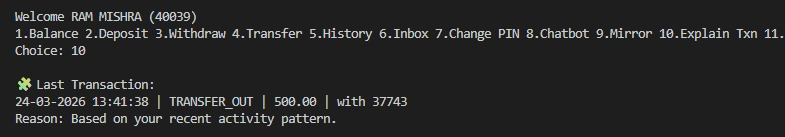 Welcome RAM MISHRA (40039)
1.Balance 2.Deposit 3.Withdraw 4.Transfer 5.History 6.Inbox 7.Change PIN 8.Chatbot 9.Mirror 10.Explain Txn 11.
Choice: 10
🧩 Last Transaction:
24-03-2026 13:41:38 | TRANSFER_OUT | 500.00 | with 37743
Reason: Based on your recent activity pattern.